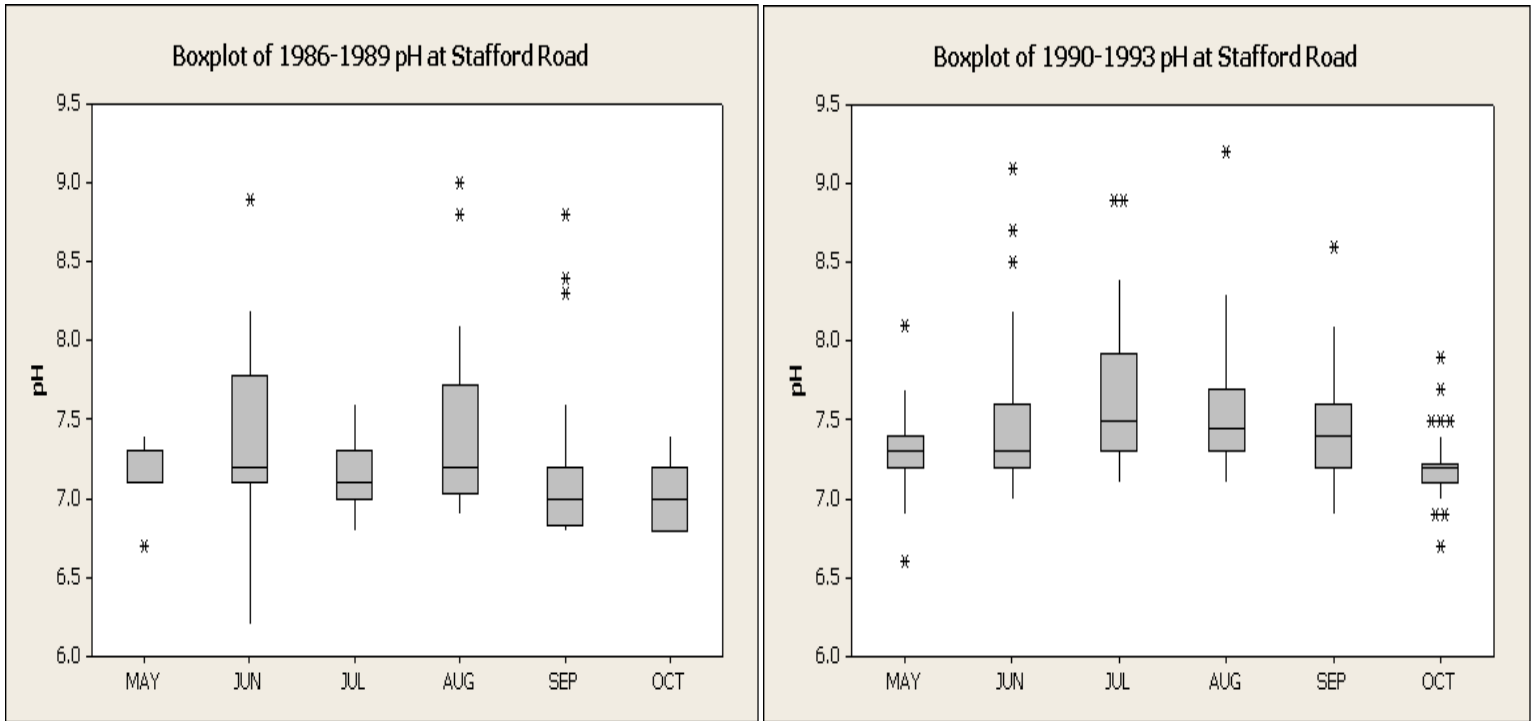 Boxplot of 1986-1989 pH at Stafford Road
9.5
9.0
8.5
8.0
7.5
7.0
6.5
6.0
pH
MAY JUN JUL AUG SEP OCT
Boxplot of 1990-1993 pH at Stafford Road
9.5
9.0
8.5
8.0
7.5
7.0
6.5
6.0
pH
MAY JUN JUL AUG SEP OCT